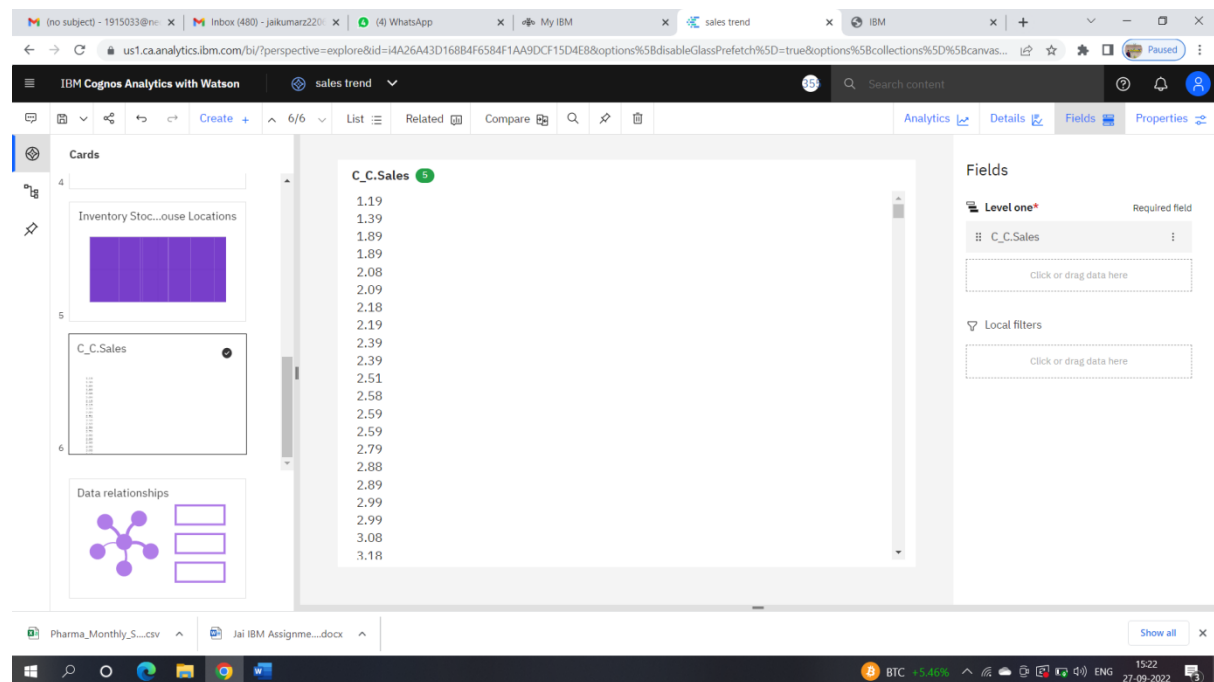 (no subject) - 1915033@ne
Inbox (480) - jaikumarz220
(4) WhatsApp
My IBM
sales trend
IBM
us1.ca.analytics.ibm.com/bi/?perspective=explore&id=i4A26A43D168B4F6584F1AA9DCF15D4E8&options%5BdisableGlassPrefetch%5D=true&options%5Bcollections%5D%5Bcanvas...
Paused
IBM Cognos Analytics with Watson
sales trend
Search content
Create +
6/6
List
Related
Compare
Analytics
Details
Fields
Properties
Cards
4
Inventory Stoc...ouse Locations
5
C_C.Sales
6
Data relationships
C_C.Sales 5
1.19
1.39
1.89
1.89
2.08
2.09
2.18
2.19
2.39
2.39
2.51
2.58
2.59
2.59
2.79
2.88
2.89
2.99
2.99
3.08
3.18
Fields
Level one*
Required field
C_C.Sales
Click or drag data here
Local filters
Click or drag data here
Pharma_Monthly_S....csv
Jai IBM Assignme....docx
Show all
BTC +5.46%
ENG
15:22
27-09-2022
3